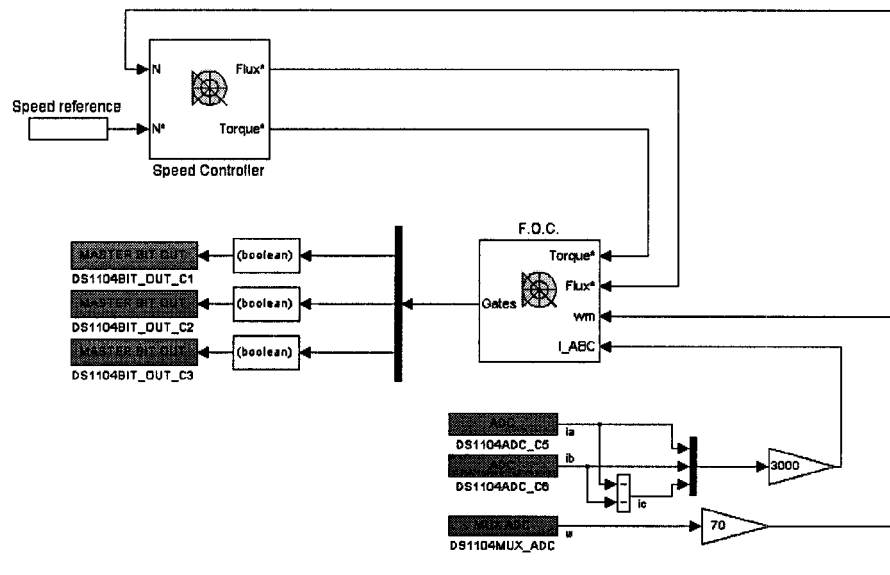 N
Flux*
Speed reference
N*
Torque*
Speed Controller
F.O.C.
Torque*
Flux*
Gates
wm
I_ABC
MASTER BIT OUT
(boolean)
DS1104BIT_OUT_C1
MASTER BIT OUT
(boolean)
DS1104BIT_OUT_C2
MASTER BIT OUT
(boolean)
DS1104BIT_OUT_C3
ADC
ia
DS1104ADC_C5
ib
ADC
3000
DS1104ADC_C6
ic
MUX ADC
70
w
DS1104MUX_ADC